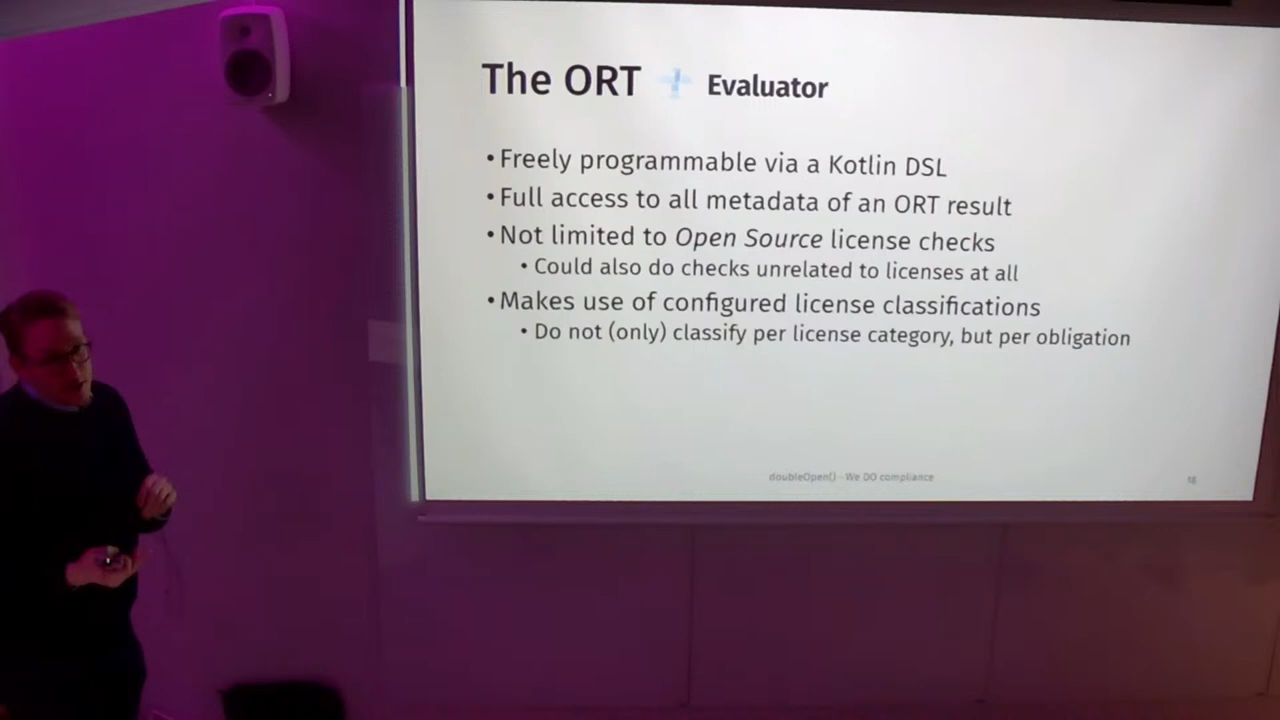 The ORT Evaluator
• Freely programmable via a Kotlin DSL
• Full access to all metadata of an ORT result
• Not limited to Open Source license checks
• Could also do checks unrelated to licenses at all
• Makes use of configured license classifications
• Do not (only) classify per license category, but per obligation
doubleOpen() - We DO compliance